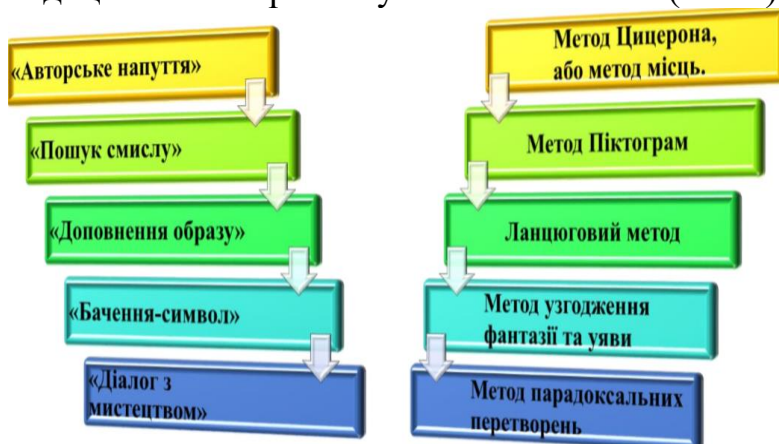 «Авторське напуття»
«Пошук смислу»
«Доповнення образу»
«Бачення-символ»
«Діалог з
мистецтвом»
Метод Цицерона,
або метод місць.
Метод Піктограм
Ланцюговий метод
Метод узгодження
фантазії та уяви
Метод парадоксальних
перетворень